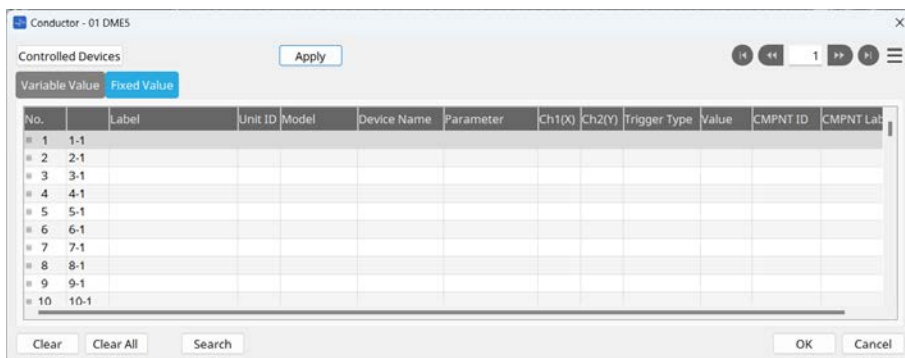 Conductor - 01 DME5
Controlled Devices Apply 1
Variable Value Fixed Value
No. Label Unit ID Model Device Name Parameter Ch1(X) Ch2(Y) Trigger Type Value CMPNT ID CMPNT Lab
1 1-1
2 2-1
3 3-1
4 4-1
5 5-1
6 6-1
7 7-1
8 8-1
9 9-1
10 10-1
Clear Clear All Search OK Cancel